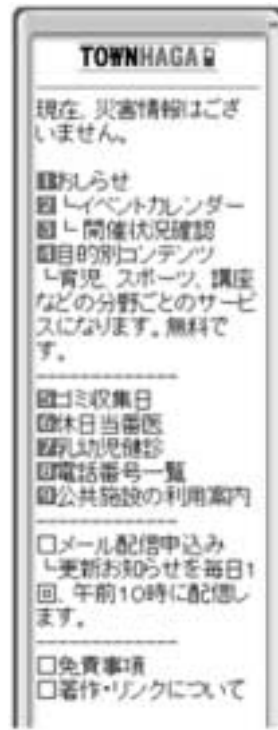 TOWNHAGA
現在、災害情報はござ
いません。
1おしらせ
2└イベントカレンダー
3└開催状況確認
4目的別コンテンツ
└育児、スポーツ、講座
などの分野ごとのサービ
スになります。無料で
す。
---------------
5ゴミ収集日
6休日当番医
7乳幼児健診
8電話番号一覧
9公共施設の利用案内
---------------
□メール配信申込み
└更新お知らせを毎日1
回、午前10時に配信し
ます。
---------------
□免責事項
□著作・リンクについて